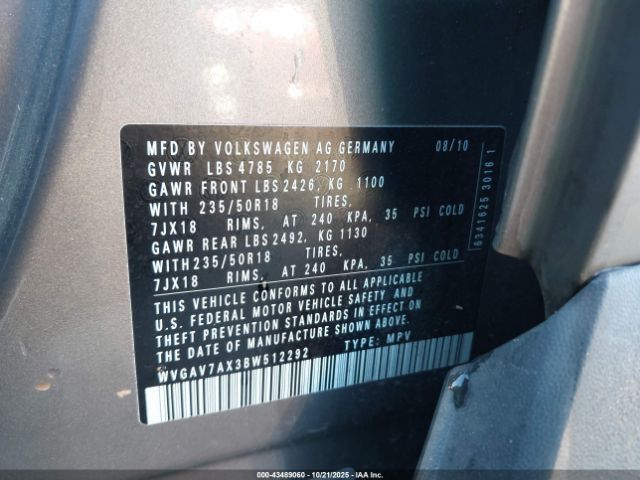 MFD BY VOLKSWAGEN AG GERMANY 08/10
GVWR LBS 4785 KG 2170
GAWR FRONT LBS 2426, KG 1100
WITH 235/50R18 TIRES,
7JX18 RIMS, AT 240 KPA, 35 PSI COLD
GAWR REAR LBS 2492, KG 1130
WITH 235/50R18 TIRES,
7JX18 RIMS, AT 240 KPA, 35 PSI COLD
THIS VEHICLE CONFORMS TO ALL APPLICABLE
U.S. FEDERAL MOTOR VEHICLE SAFETY AND
THEFT PREVENTION STANDARDS IN EFFECT ON
DATE OF MANUFACTURE SHOWN ABOVE.
WVGAV7AX3BW512292 TYPE: MPV
6341625 3016 1
000-43489060 - 10/21/2025 - IAAI.COM